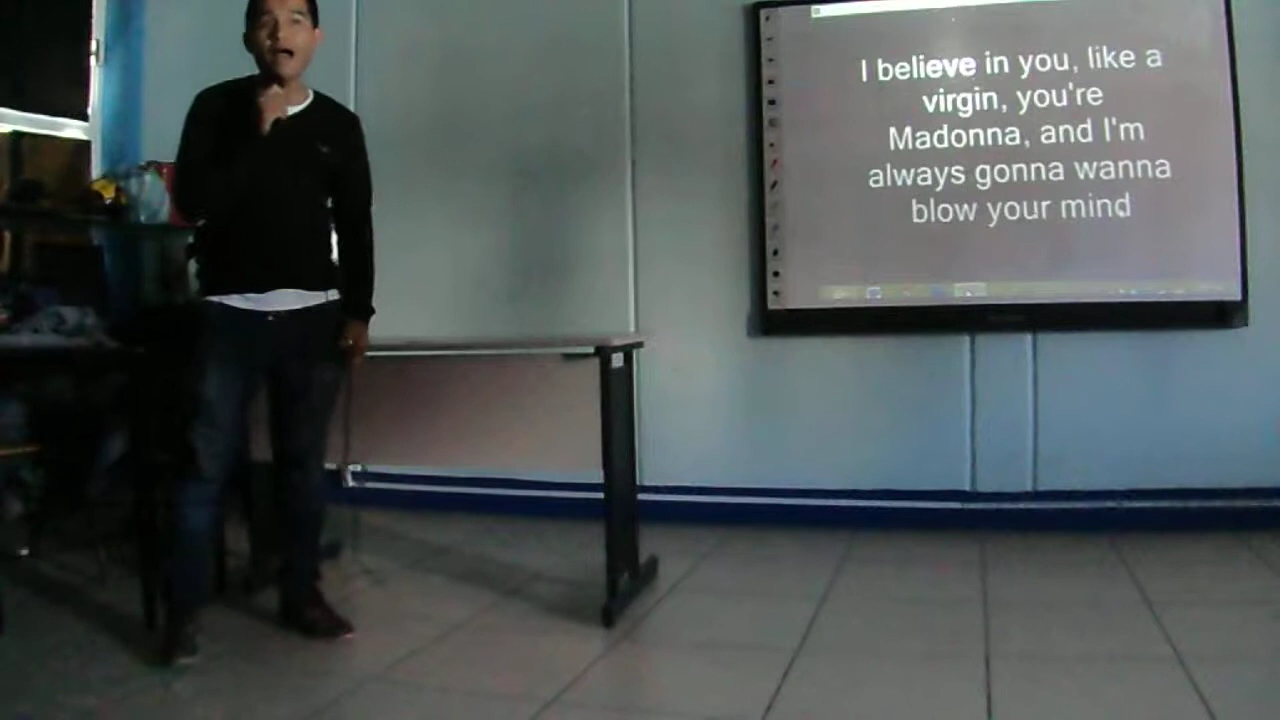 I believe in you, like a
virgin, you're
Madonna, and I'm
always gonna wanna
blow your mind